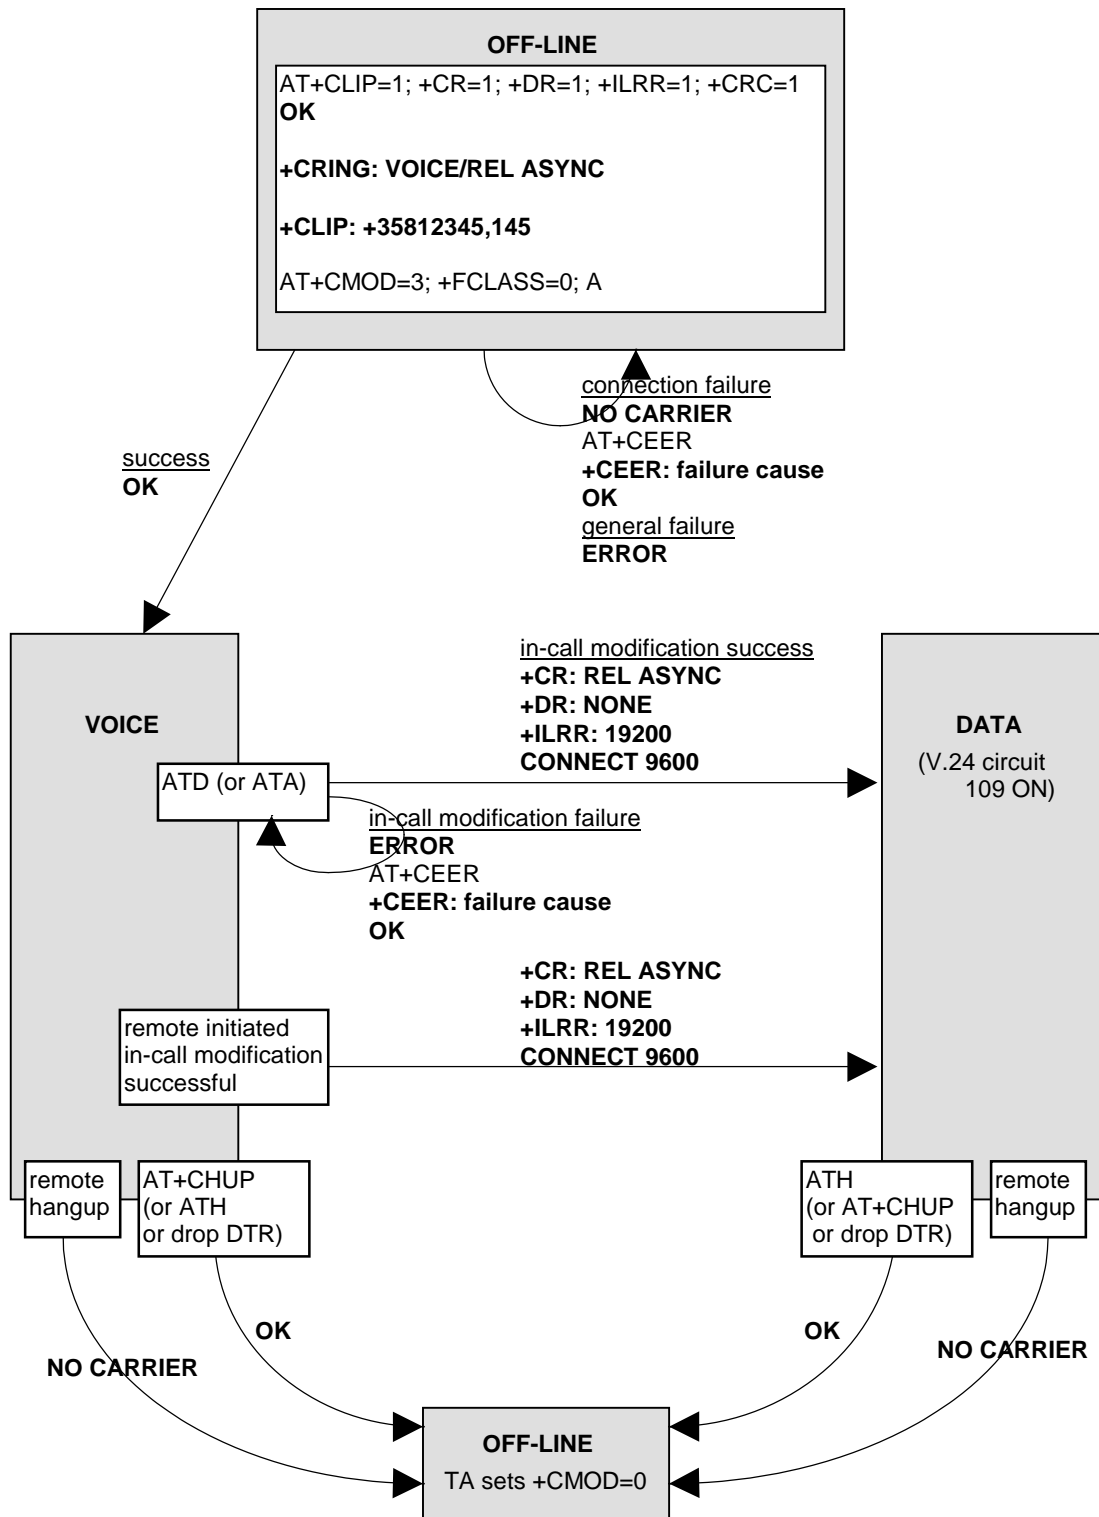 OFF-LINE
AT+CLIP=1; +CR=1; +DR=1; +ILRR=1; +CRC=1
OK
+CRING: VOICE/REL ASYNC
+CLIP: +35812345,145
AT+CMOD=3; +FCLASS=0; A
connection failure
NO CARRIER
AT+CEER
+CEER: failure cause
OK
general failure
ERROR
success
OK
VOICE
ATD (or ATA)
in-call modification success
+CR: REL ASYNC
+DR: NONE
+ILRR: 19200
CONNECT 9600
DATA
(V.24 circuit
109 ON)
in-call modification failure
ERROR
AT+CEER
+CEER: failure cause
OK
remote initiated
in-call modification
successful
+CR: REL ASYNC
+DR: NONE
+ILRR: 19200
CONNECT 9600
remote
hangup
AT+CHUP
(or ATH
or drop DTR)
ATH
(or AT+CHUP
or drop DTR)
remote
hangup
OK
NO CARRIER
OK
NO CARRIER
OFF-LINE
TA sets +CMOD=0